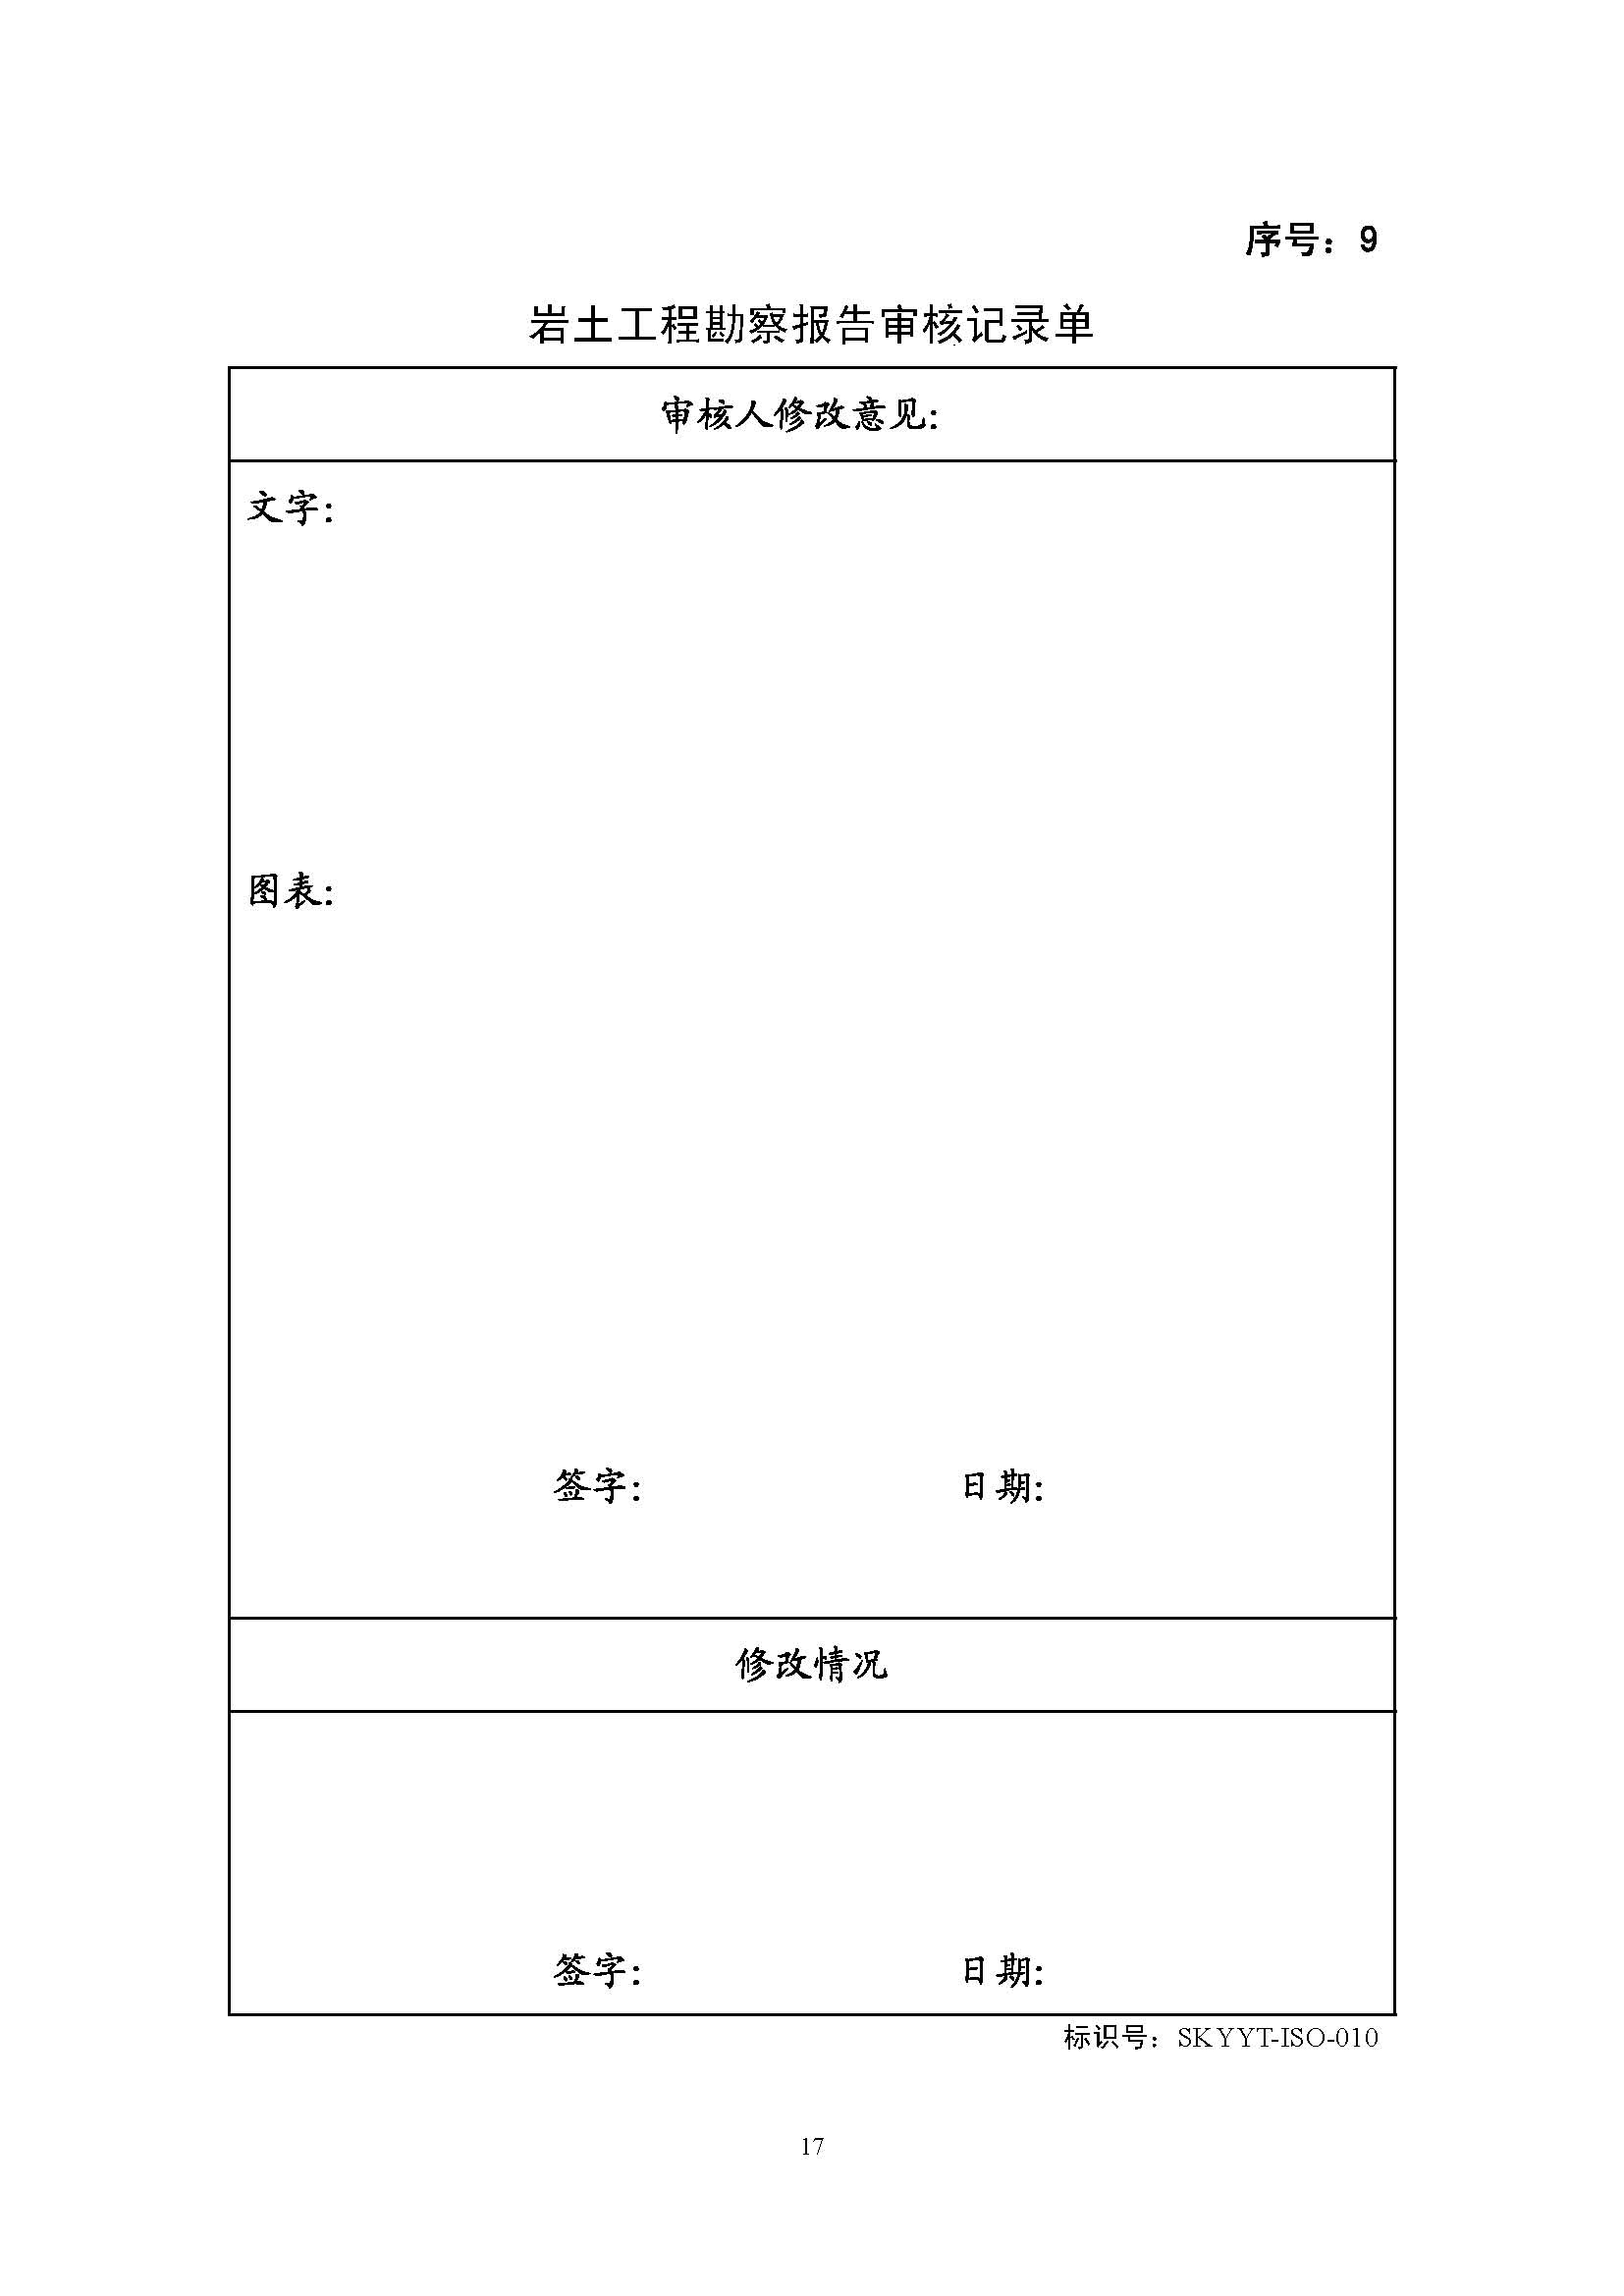 序号：9
岩土工程勘察报告审核记录单
审核人修改意见:
文字:
图表:
签字: 日期:
修改情况
签字: 日期:
标识号：SKYYT-ISO-010
17